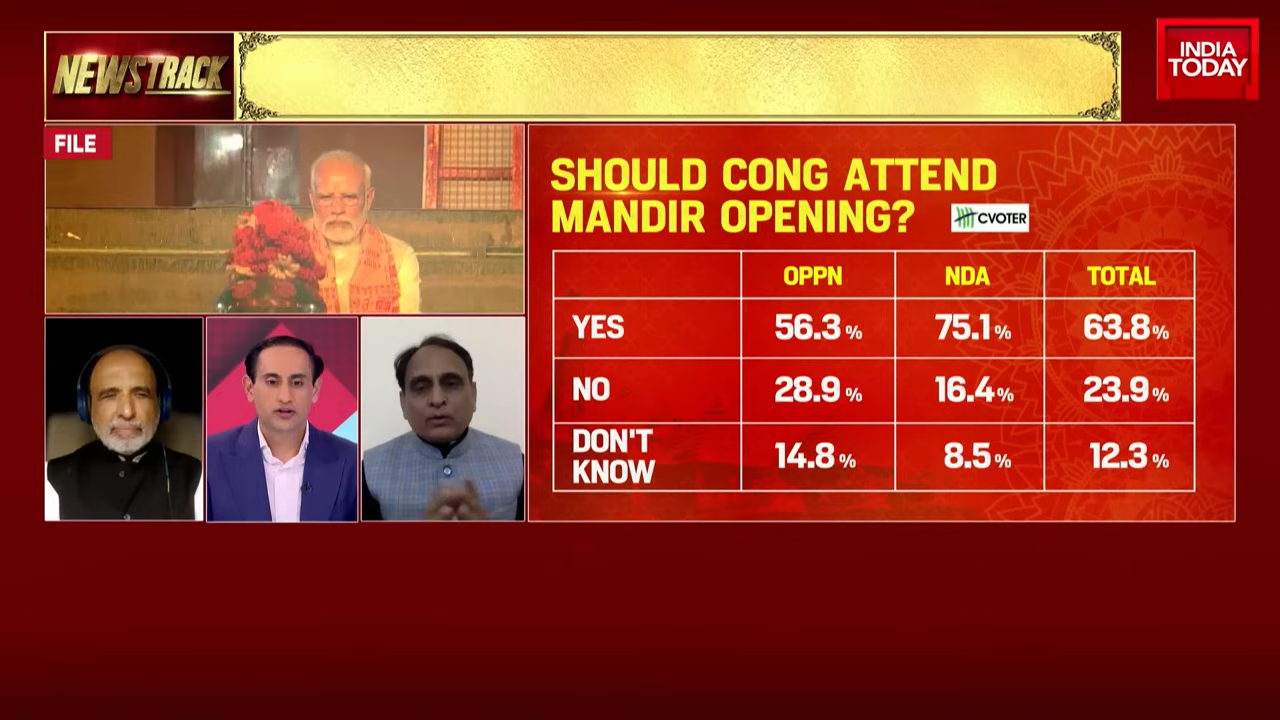 NEWSTRACK
INDIA
TODAY
FILE
SHOULD CONG ATTEND
MANDIR OPENING?
CVOTER
OPPN NDA TOTAL
YES 56.3% 75.1% 63.8%
NO 28.9% 16.4% 23.9%
DON'T
KNOW 14.8% 8.5% 12.3%